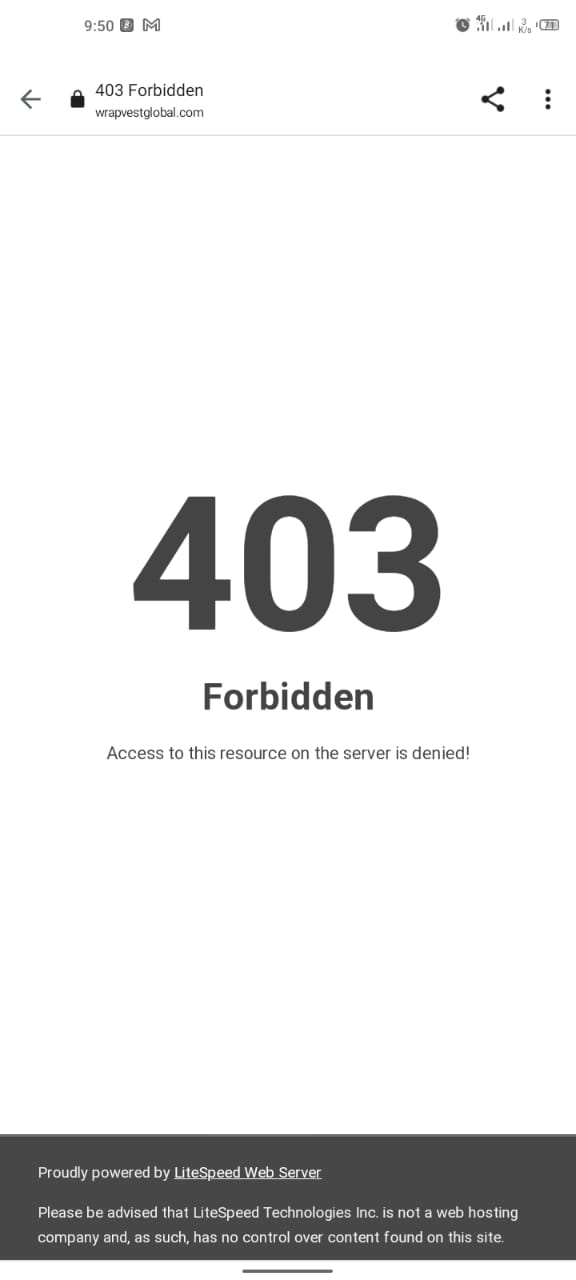 9:50
4G
3
K/s
71
403 Forbidden
wrapvestglobal.com
403
Forbidden
Access to this resource on the server is denied!
Proudly powered by LiteSpeed Web Server
Please be advised that LiteSpeed Technologies Inc. is not a web hosting
company and, as such, has no control over content found on this site.